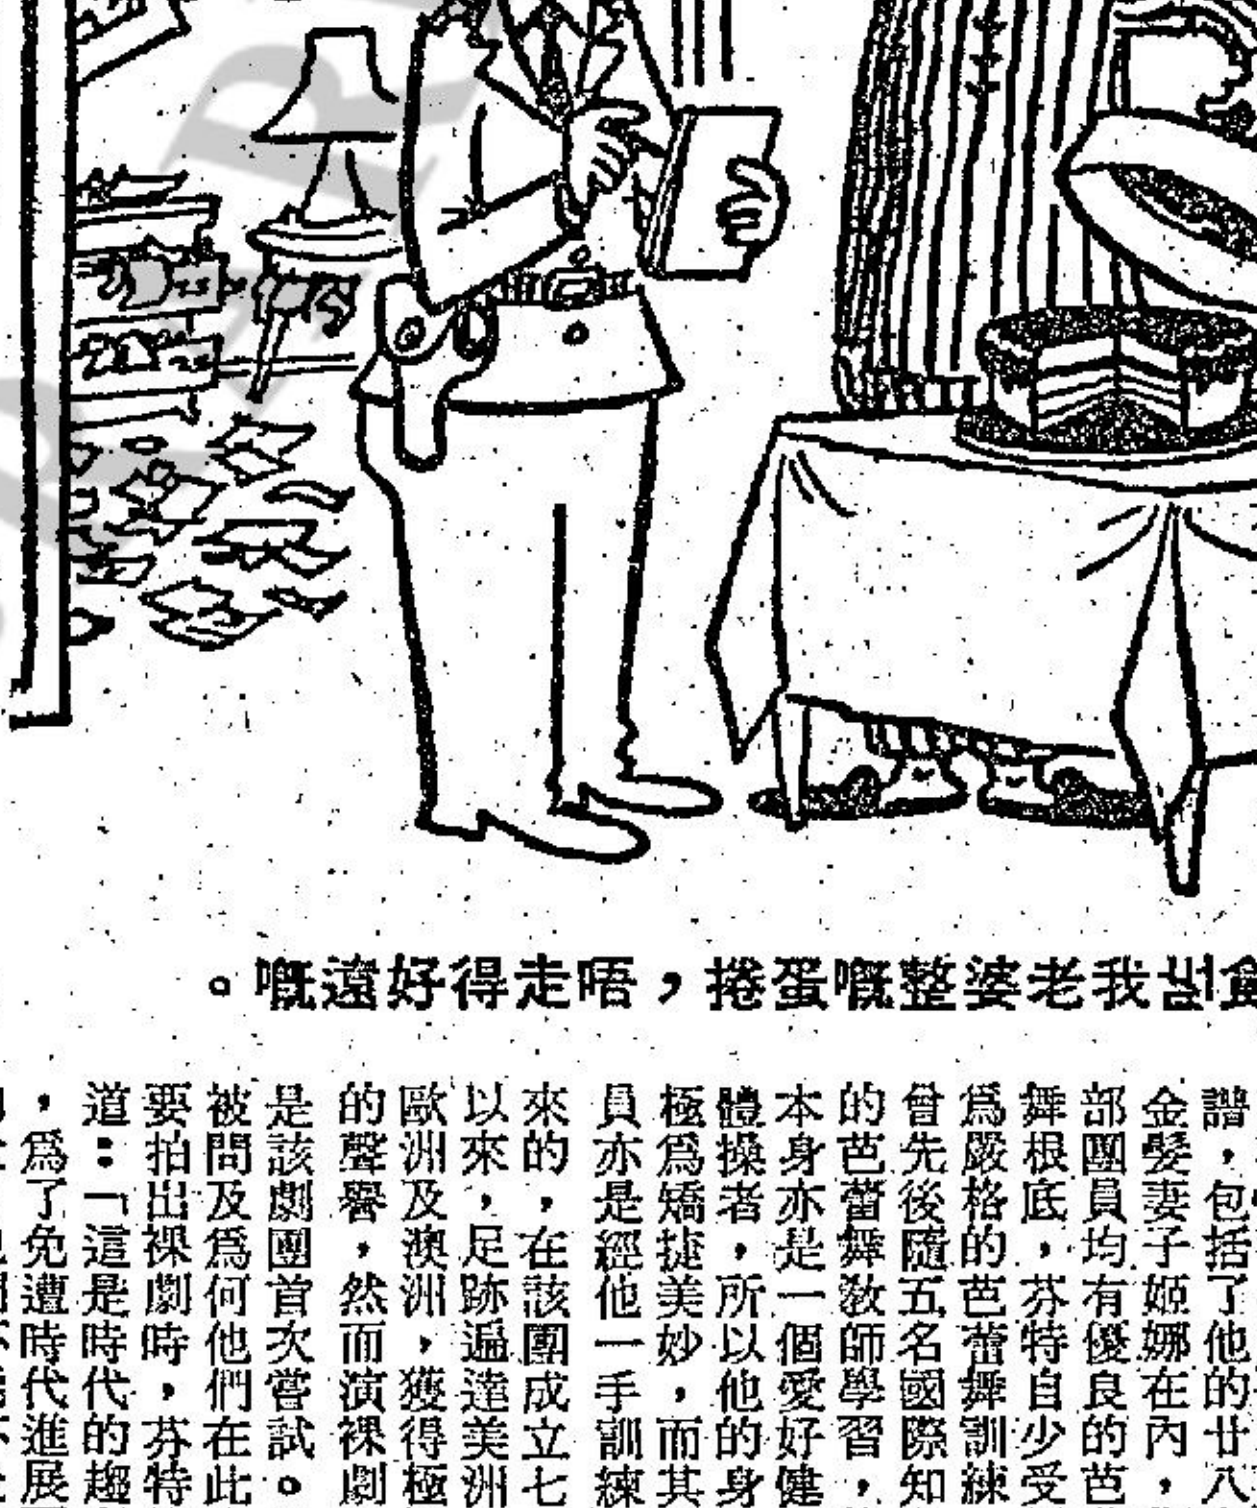 我老婆整嘅蛋捲，唔走得好遠嘅。
譜，包括了他的廿八
金髮妻子姬娜在內，
部團員均有優良的芭
舞根底，芬特自少受
爲嚴格的芭蕾舞訓練
曾先後隨五名國際知
的芭蕾舞敎師學習，
本身亦是一個愛好健
體操者，所以他的身
極爲矯捷美妙，而其
員亦是經他一手訓練
來的，在該團成立七
以來，足跡遍達美洲
歐洲及澳洲，獲得極
的聲譽，然而演裸劇
是該劇團首次嘗試。
被問及爲何他們在此
要拍出裸劇時，芬特
道：「這是時代的趨
，爲了免遭時代進展